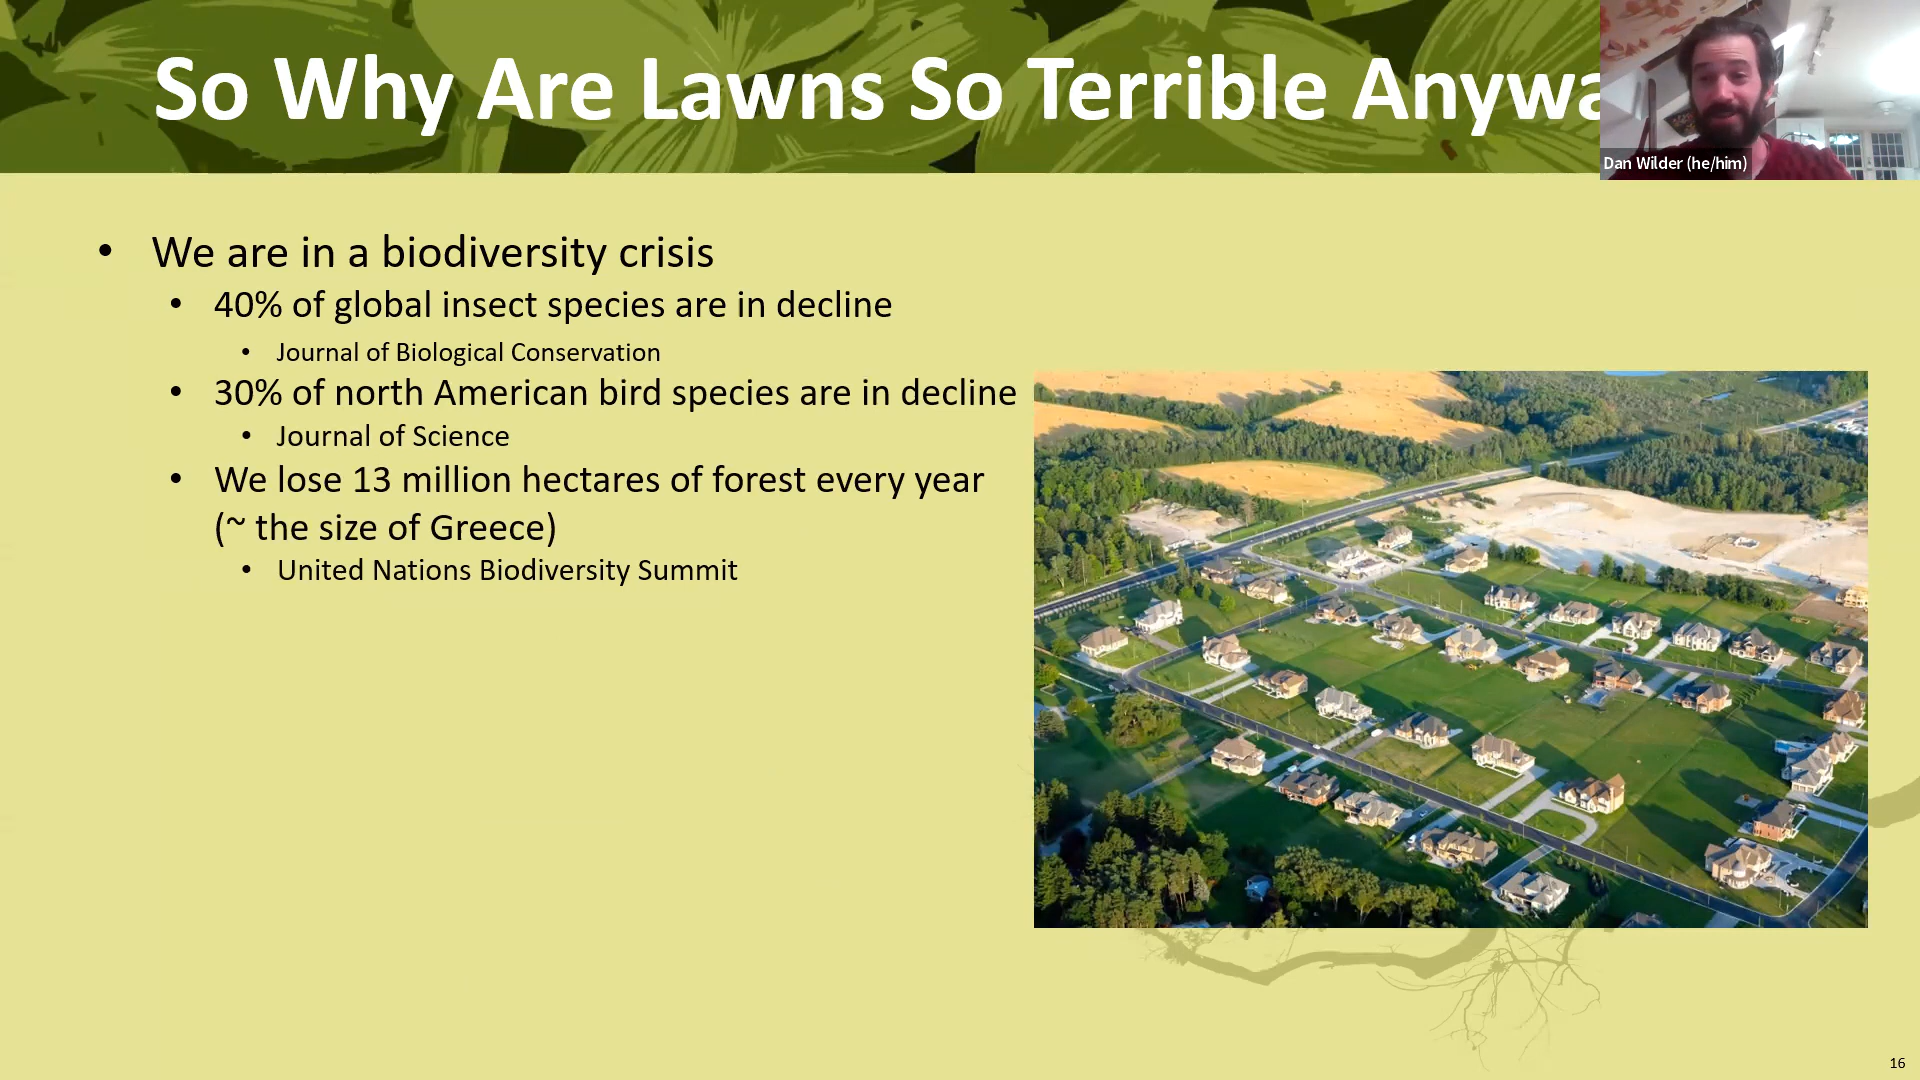 So Why Are Lawns So Terrible Anywa
Dan Wilder (he/him)
• We are in a biodiversity crisis
• 40% of global insect species are in decline
• Journal of Biological Conservation
• 30% of north American bird species are in decline
• Journal of Science
• We lose 13 million hectares of forest every year
(~ the size of Greece)
• United Nations Biodiversity Summit
16